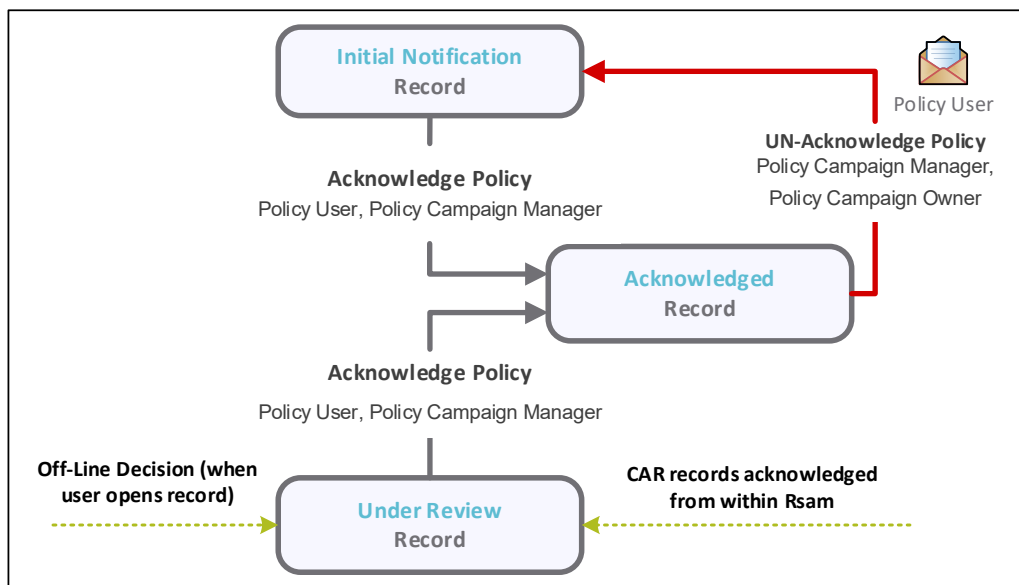 Initial Notification
Record
Policy User
UN-Acknowledge Policy
Policy Campaign Manager,
Policy Campaign Owner
Acknowledge Policy
Policy User, Policy Campaign Manager
Acknowledged
Record
Acknowledge Policy
Policy User, Policy Campaign Manager
Off-Line Decision (when
user opens record)
CAR records acknowledged
from within Rsam
Under Review
Record